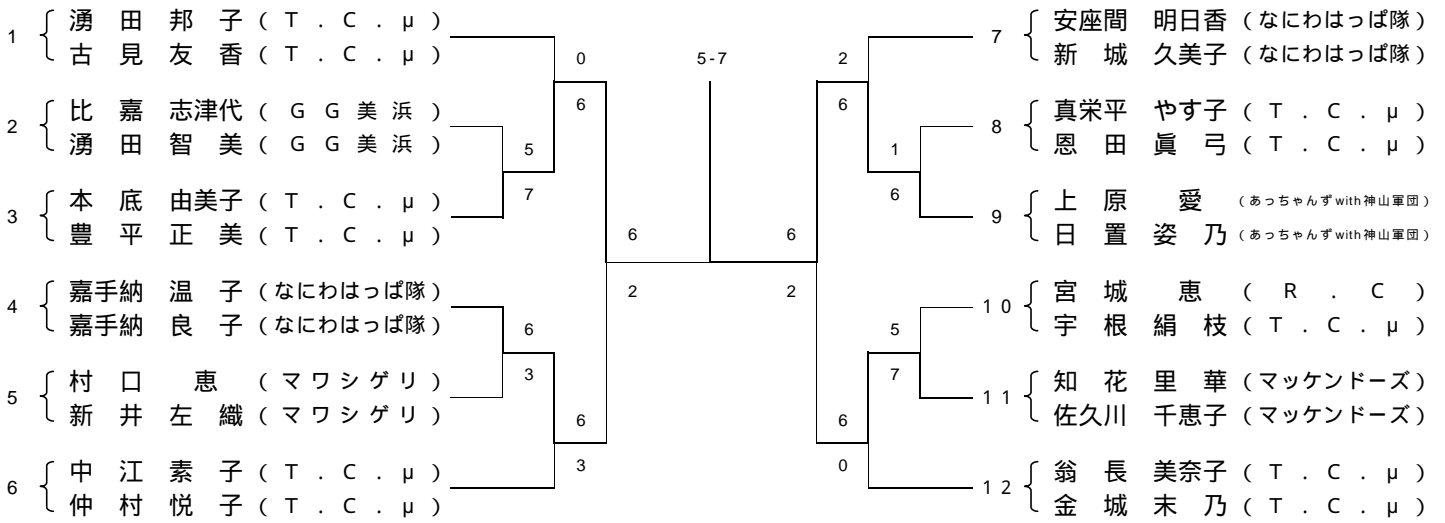 1 湧田邦子(T.C.μ)
古見友香(T.C.μ)
2 比嘉志津代(GG美浜)
湧田智美(GG美浜)
3 本底由美子(T.C.μ)
豊平正美(T.C.μ)
4 嘉手納温子(なにわはっぱ隊)
嘉手納良子(なにわはっぱ隊)
5 村口恵(マワシゲリ)
新井左織(マワシゲリ)
6 中江素子(T.C.μ)
仲村悦子(T.C.μ)
0
6
5
7
6
2
6
3
6
3
5-7
2
6
1
6
6
2
5
7
6
0
7 安座間明日香(なにわはっぱ隊)
新城久美子(なにわはっぱ隊)
8 真栄平やす子(T.C.μ)
恩田眞弓(T.C.μ)
9 上原愛(あっちゃんずwith神山軍団)
日置姿乃(あっちゃんずwith神山軍団)
10 宮城恵(R.C)
宇根絹枝(T.C.μ)
11 知花里華(マッケンドーズ)
佐久川千恵子(マッケンドーズ)
12 翁長美奈子(T.C.μ)
金城末乃(T.C.μ)